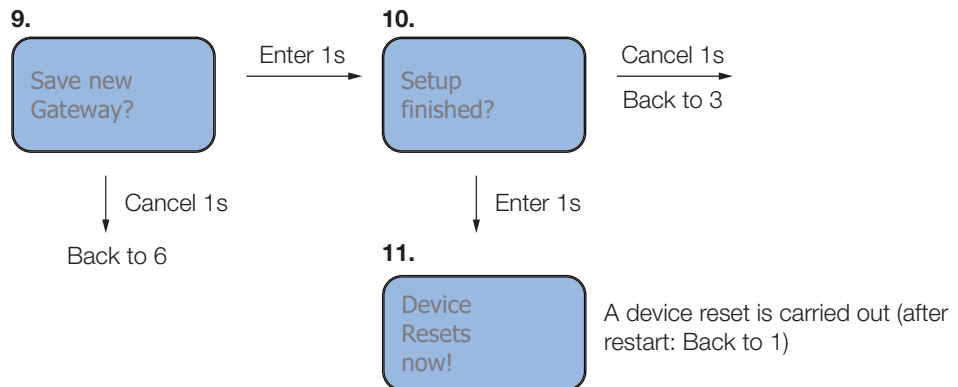 9.
Save new
Gateway?
Enter 1s
Cancel 1s
Back to 6
10.
Setup
finished?
Cancel 1s
Back to 3
Enter 1s
11.
Device
Resets
now!
A device reset is carried out (after
restart: Back to 1)